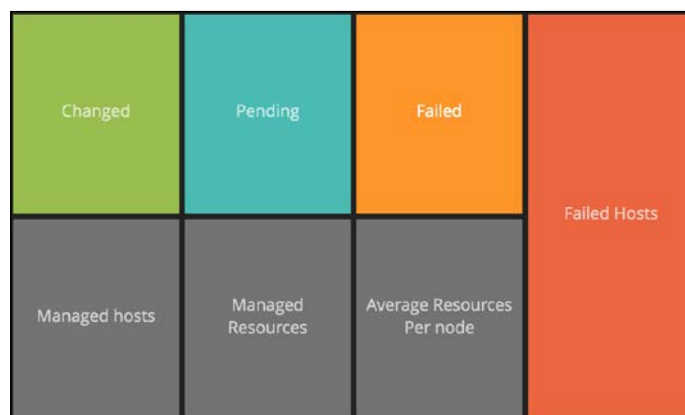 Changed
Pending
Failed
Failed Hosts
Managed hosts
Managed
Resources
Average Resources
Per node